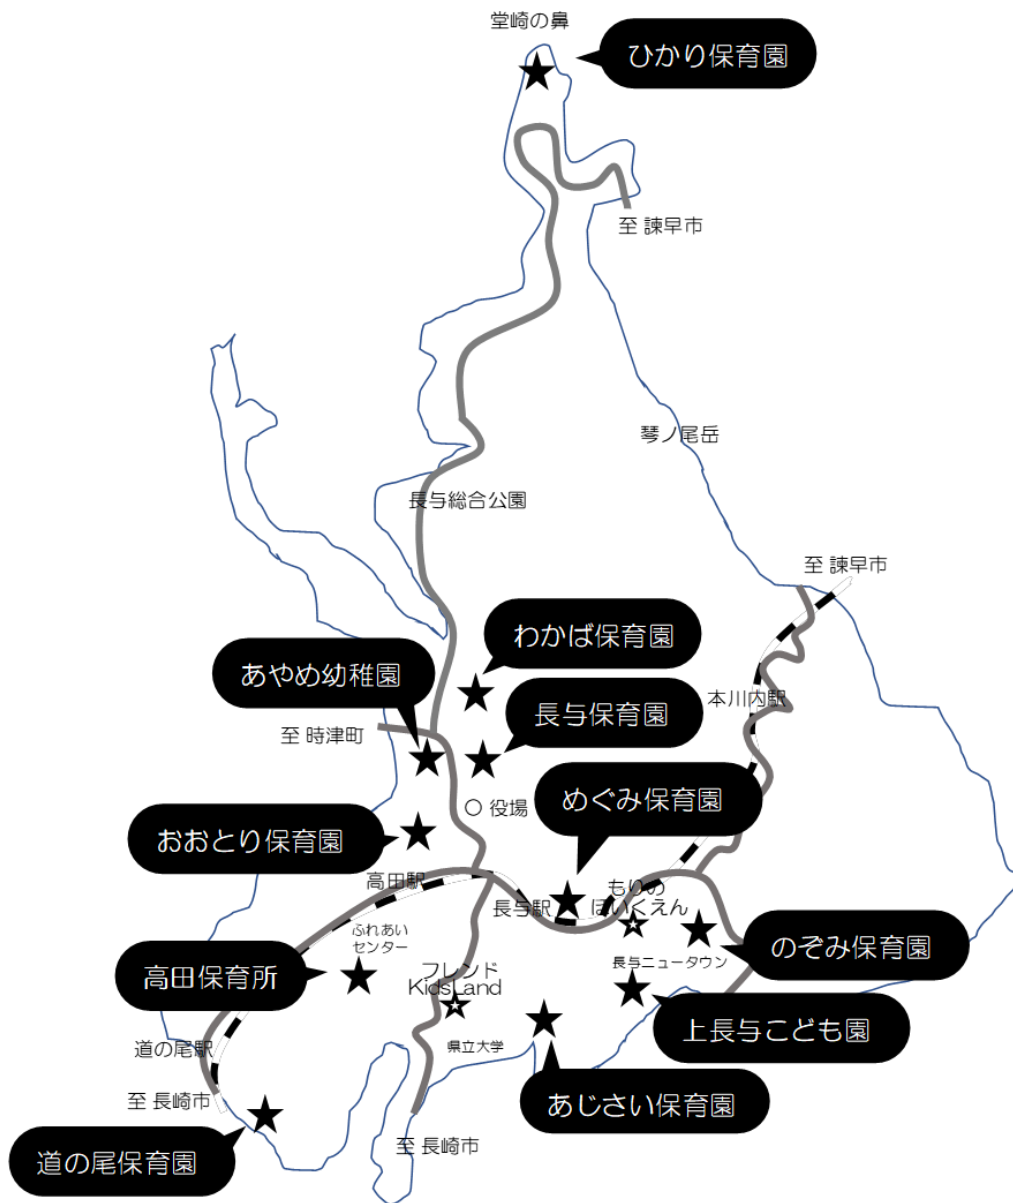 堂崎の鼻
ひかり保育園
至 諫早市
琴ノ尾岳
長与総合公園
至 諫早市
わかば保育園
あやめ幼稚園
本川内駅
長与保育園
至 時津町
めぐみ保育園
役場
おおとり保育園
高田駅
もりの
ほいくえん
長与駅
ふれあい
センター
のぞみ保育園
長与ニュータウン
高田保育所
フレンド
KidsLand
上長与こども園
県立大学
道の尾駅
至 長崎市
あじさい保育園
至 長崎市
道の尾保育園